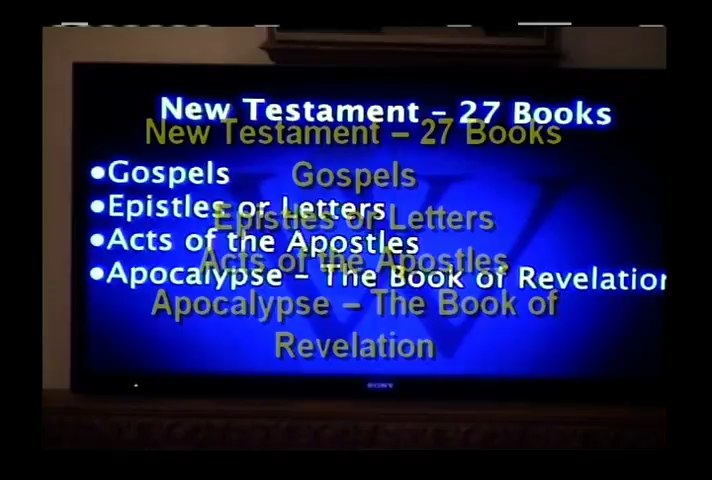 New Testament – 27 Books
●Gospels
●Epistles or Letters
●Acts of the Apostles
●Apocalypse – The Book of Revelation
New Testament – 27 Books
Gospels
Epistles or Letters
Acts of the Apostles
Apocalypse – The Book of
Revelation
SONY